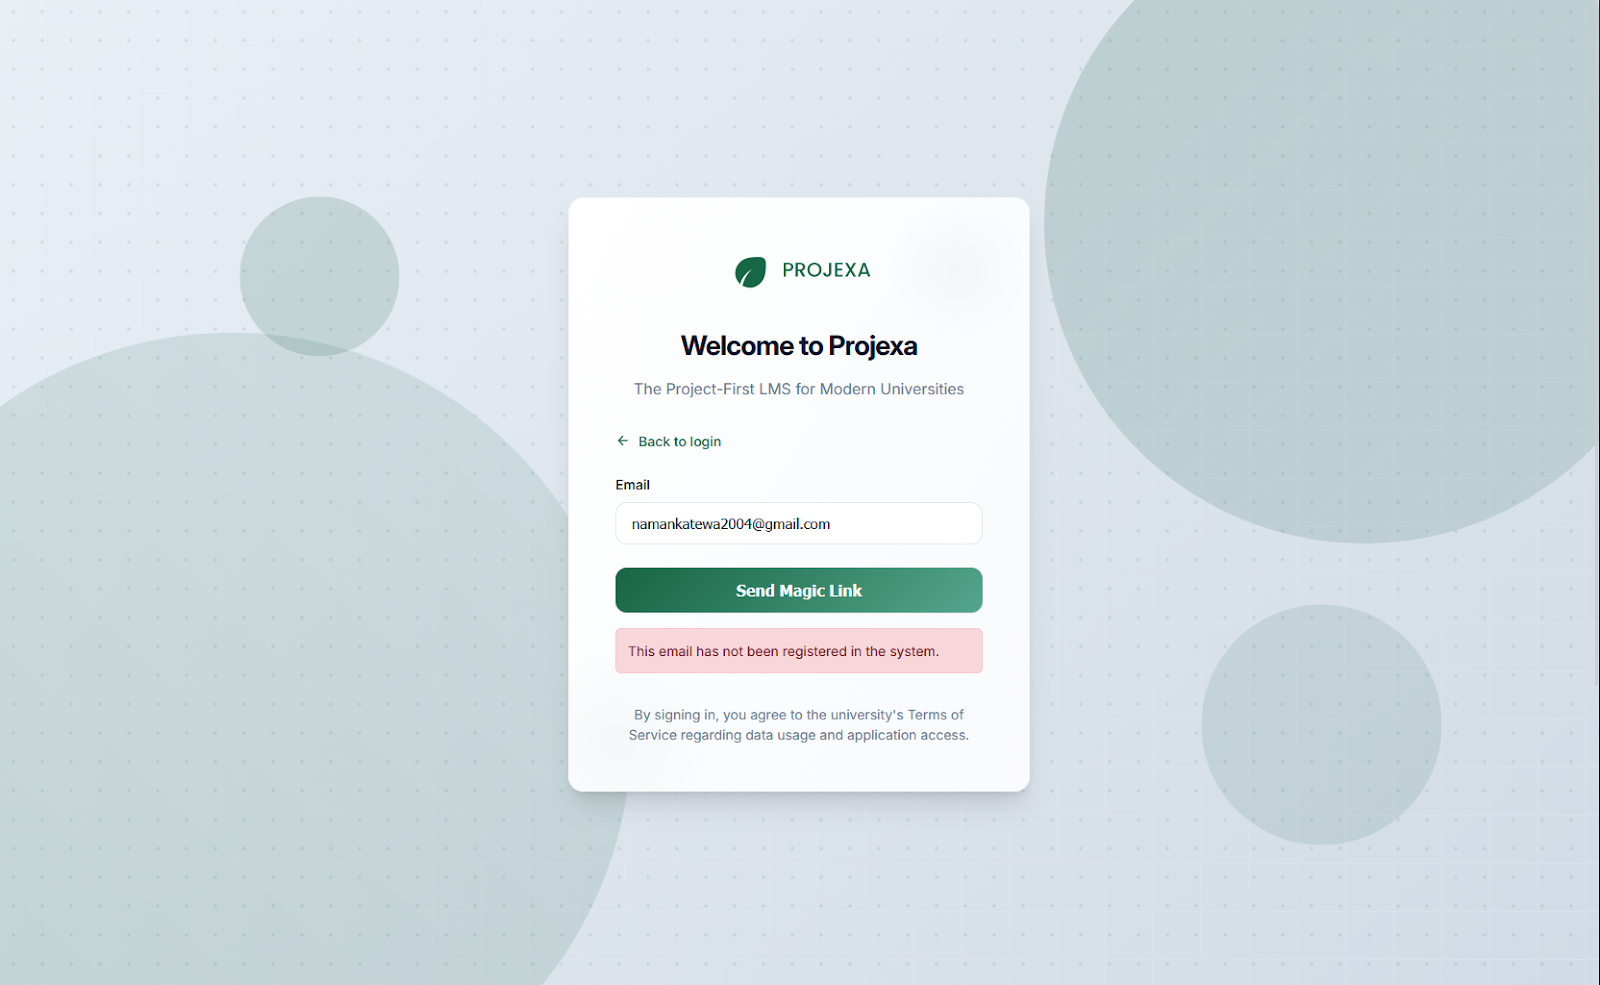 PROJEXA
Welcome to Projexa
The Project-First LMS for Modern Universities
Back to login
Email
namankatewa2004@gmail.com
Send Magic Link
This email has not been registered in the system.
By signing in, you agree to the university's Terms of
Service regarding data usage and application access.